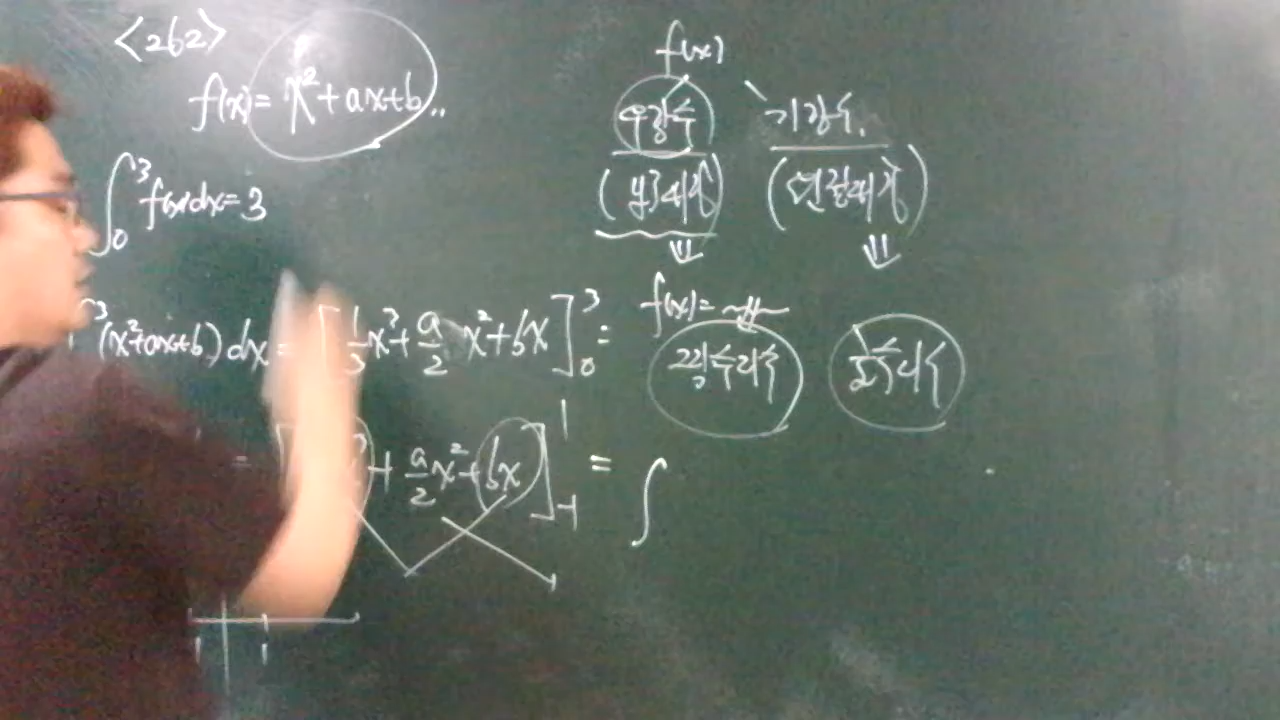 <262>
f(x)= x²+ax+b
∫₀³ f(x)dx=3
∫₀³ (x²+ax+b) dx = [1/3 x³ + a/2 x² + bx]₀³ =
= [ + a/2 x² + bx]₋₁¹ = ∫
f(x)
우함수 기함수.
(y축대칭) (원점대칭)
⇓ ⇓
f(x)=
짝수차수 홀수차수